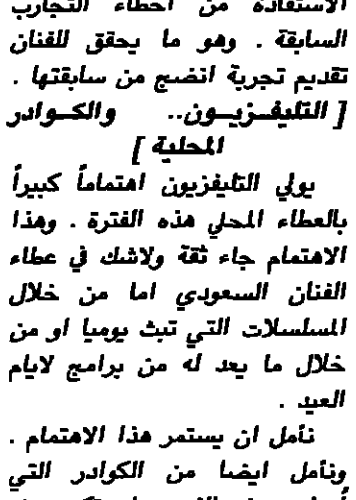 الاستفادة من اخطاء التجارب
السابقة . وهو ما يحقق للفنان
تقديم تجربة انضج من سابقتها .
[ التليفـزيــون.. والكــوادر
المحلية ]
يولي التليفزيون اهتماماً كبيراً
بالعطاء المحلي هذه الفترة . وهذا
الاهتمام جاء ثقة ولاشك في عطاء
الفنان السعودي اما من خلال
المسلسلات التي تبث يوميا او من
خلال ما يعد له من برامج لايام
العيد .
نأمل ان يستمر هذا الاهتمام .
ونأمل ايضا من الكوادر التي